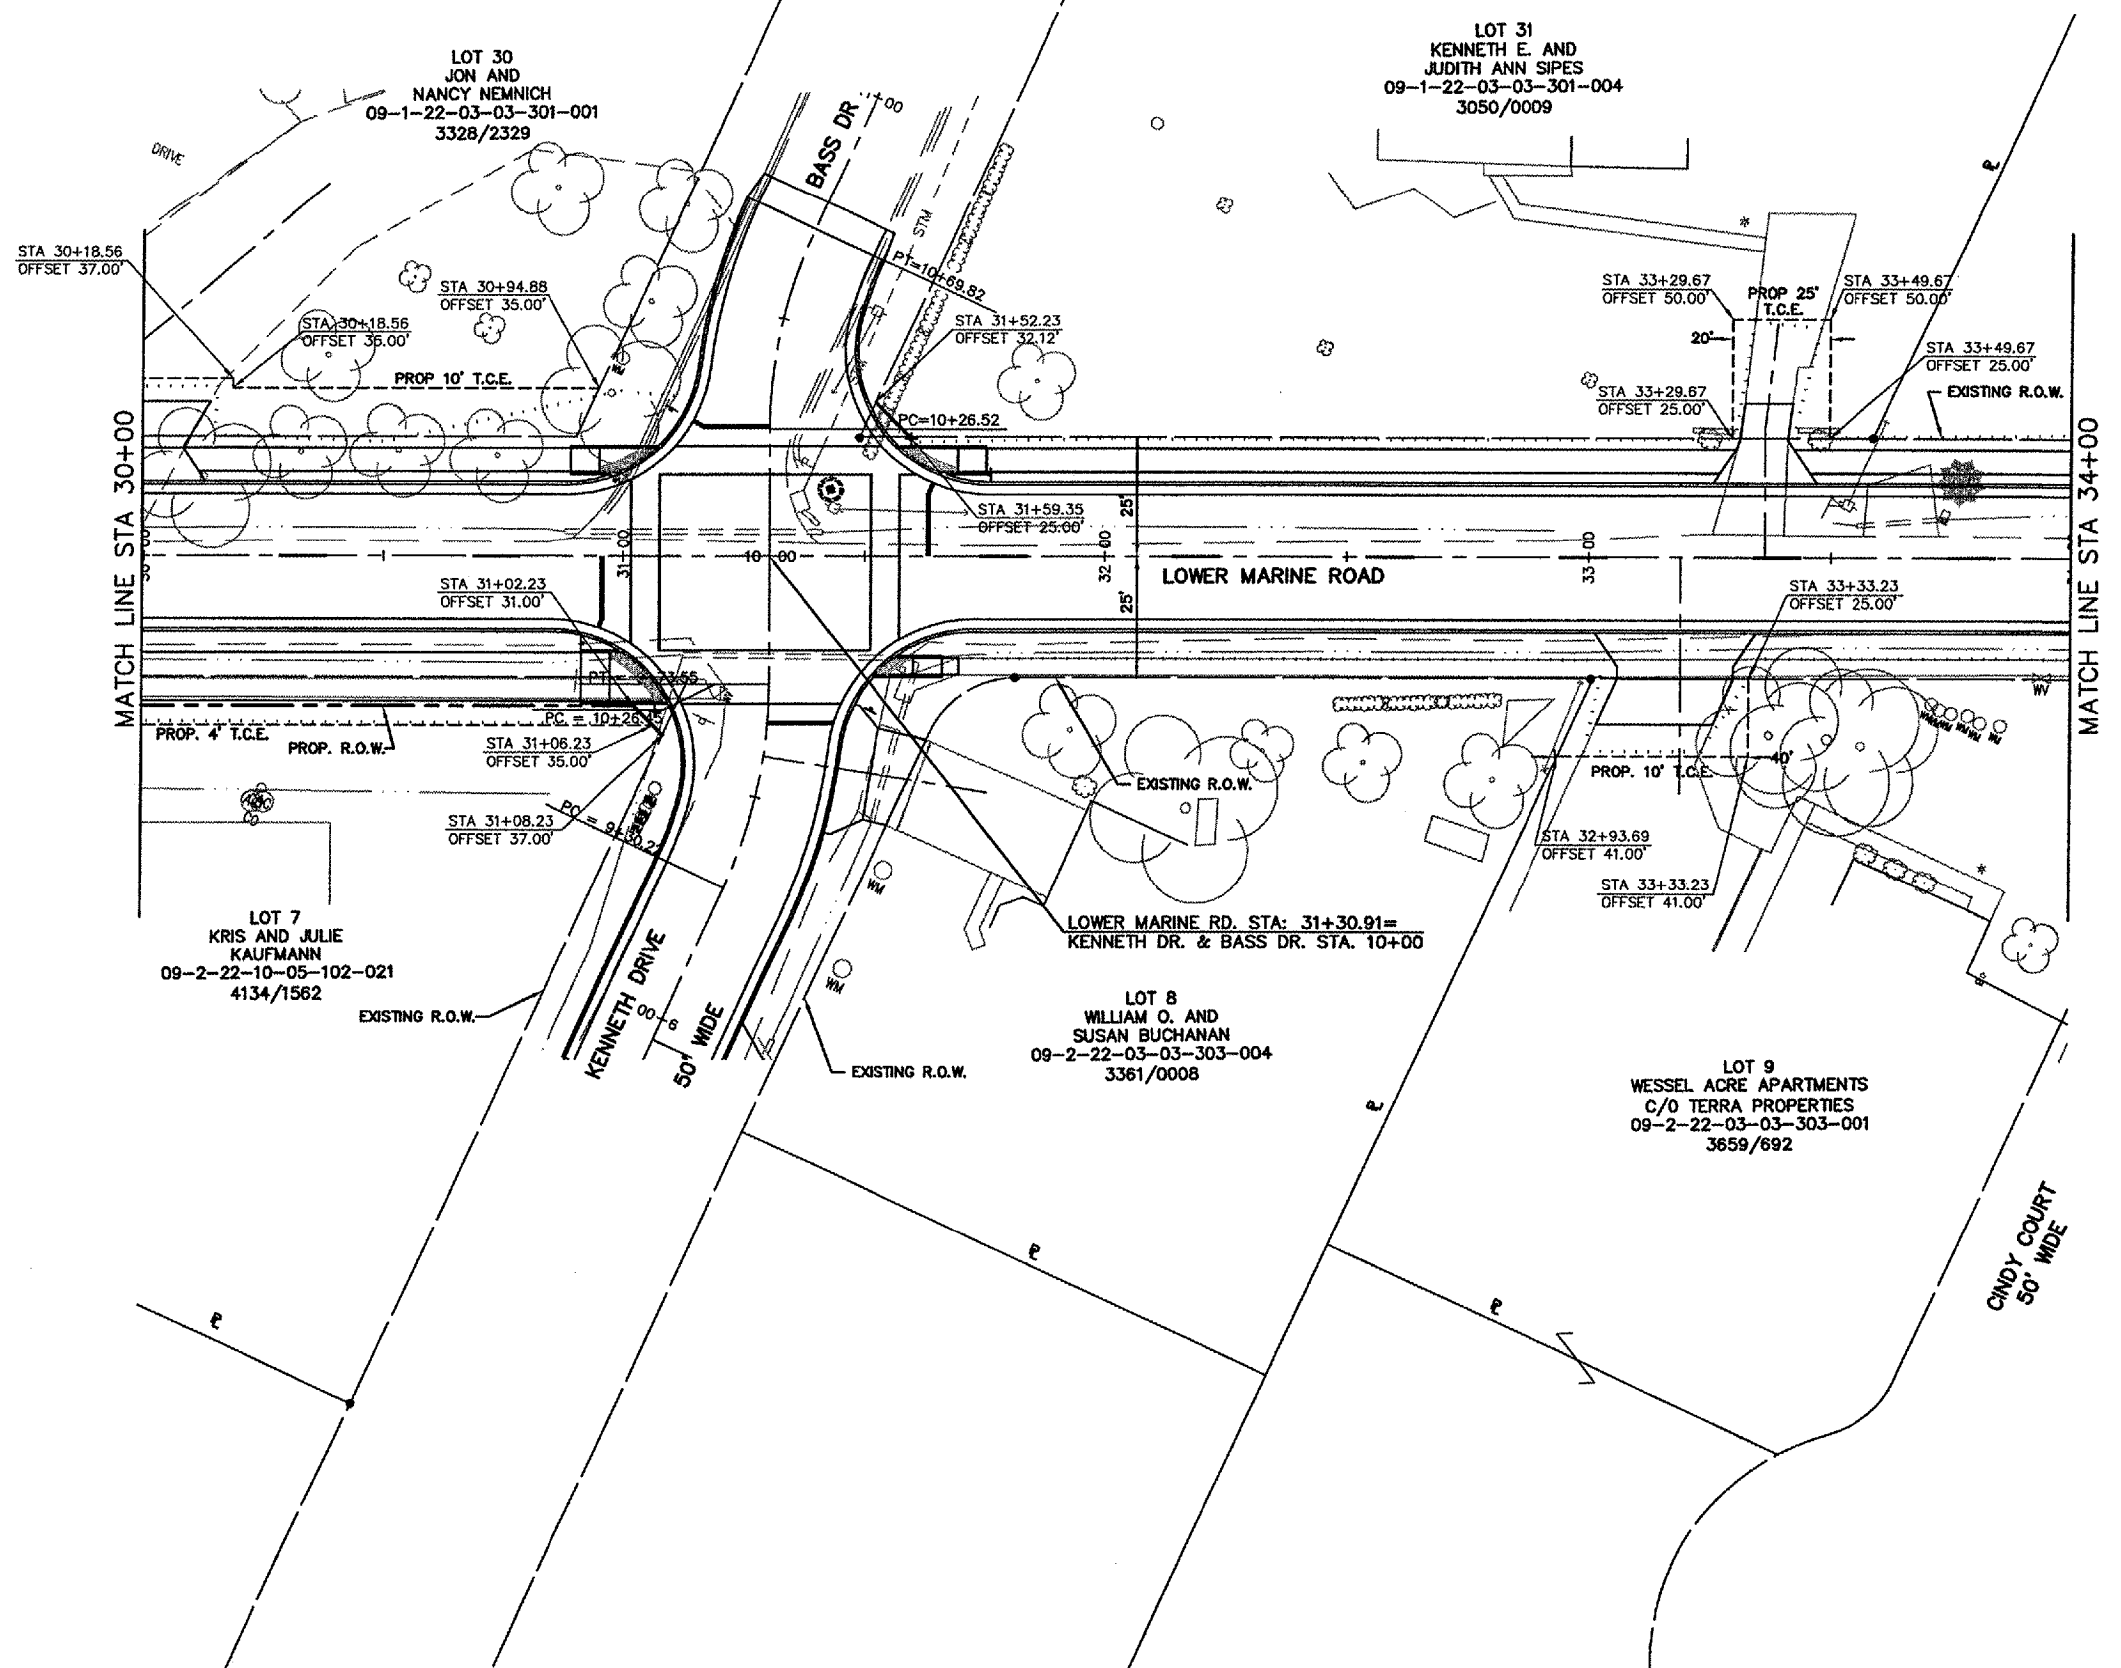 LOT 30
JON AND
NANCY NEMNICH
09-1-22-03-03-301-001
3328/2329
LOT 31
KENNETH E. AND
JUDITH ANN SIPES
09-1-22-03-03-301-004
3050/0009
DRIVE
BASS DR
STM
STA 30+18.56
OFFSET 37.00'
STA 30+18.56
OFFSET 35.00'
STA 30+94.88
OFFSET 35.00'
PROP 10' T.C.E.
PT=10+69.82
STA 31+52.23
OFFSET 32.12'
PC=10+26.52
STA 31+59.35
OFFSET 25.00'
STA 33+29.67
OFFSET 50.00'
PROP 25'
T.C.E.
STA 33+49.67
OFFSET 50.00'
20'
STA 33+49.67
OFFSET 25.00'
STA 33+29.67
OFFSET 25.00'
EXISTING R.O.W.
MATCH LINE STA 30+00
MATCH LINE STA 34+00
31+00
10+00
32+00
33+00
25'
25'
LOWER MARINE ROAD
STA 31+02.23
OFFSET 31.00'
STA 33+33.23
OFFSET 25.00'
PC = 10+26.45
PROP. 4' T.C.E.
PROP. R.O.W.
STA 31+06.23
OFFSET 35.00'
STA 31+08.23
OFFSET 37.00'
EXISTING R.O.W.
PROP. 10' T.C.E.
40'
WV
WM
WM
STA 32+93.69
OFFSET 41.00'
STA 33+33.23
OFFSET 41.00'
LOWER MARINE RD. STA: 31+30.91=
KENNETH DR. & BASS DR. STA. 10+00
LOT 7
KRIS AND JULIE
KAUFMANN
09-2-22-10-05-102-021
4134/1562
EXISTING R.O.W.
KENNETH DRIVE
50' WIDE
9+00
EXISTING R.O.W.
LOT 8
WILLIAM O. AND
SUSAN BUCHANAN
09-2-22-03-03-303-004
3361/0008
LOT 9
WESSEL ACRE APARTMENTS
C/O TERRA PROPERTIES
09-2-22-03-03-303-001
3659/692
CINDY COURT
50' WIDE